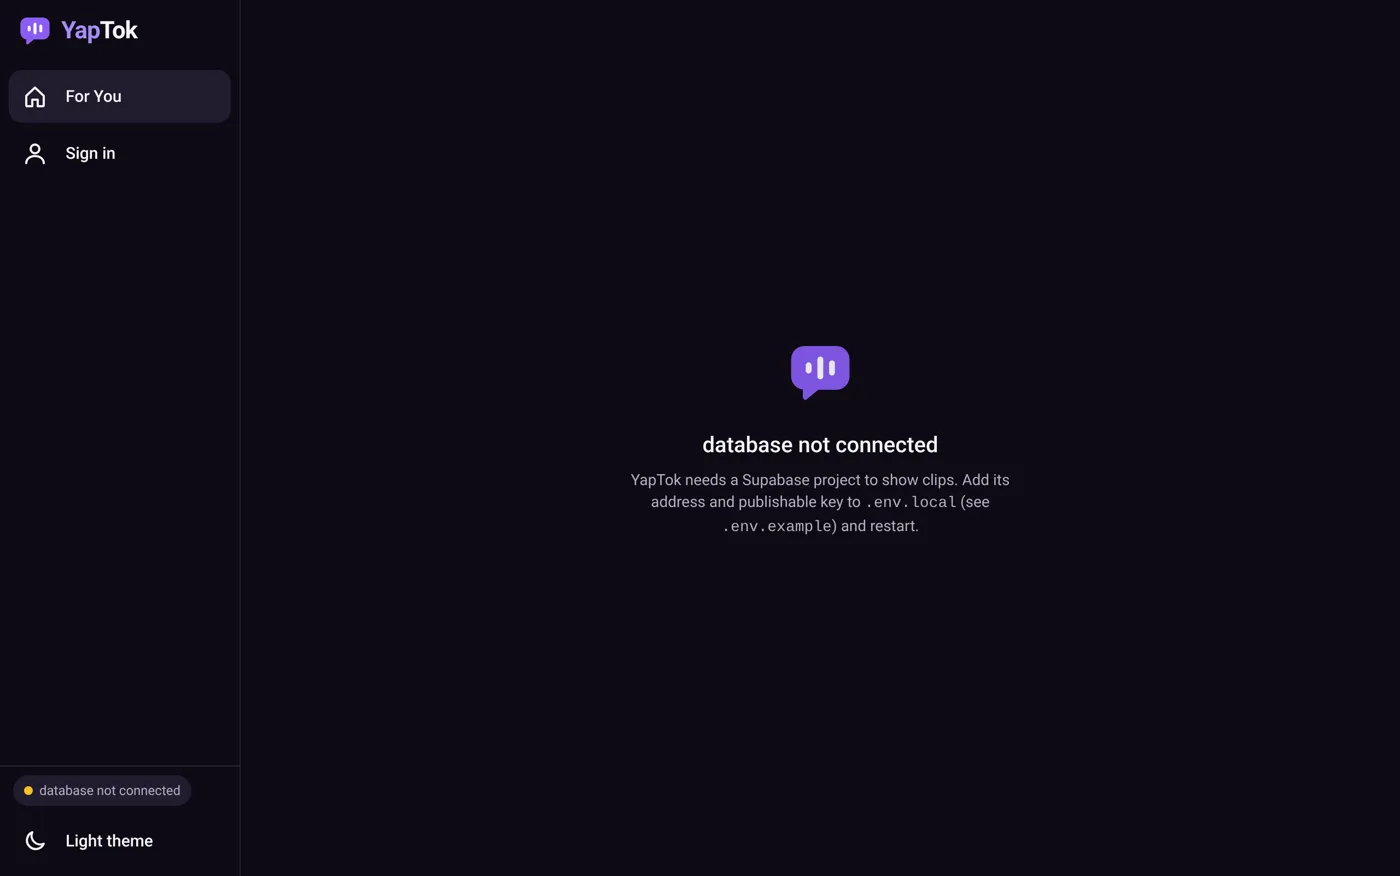 YapTok
For You
Sign in
database not connected
YapTok needs a Supabase project to show clips. Add its
address and publishable key to .env.local (see
.env.example) and restart.
database not connected
Light theme